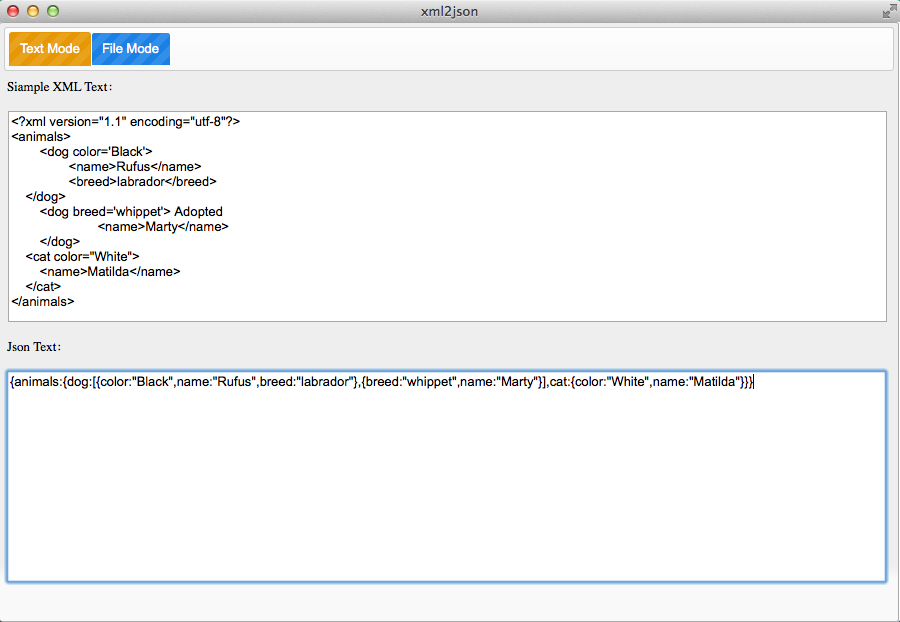 xml2json
Text Mode File Mode
Siample XML Text:
<?xml version="1.1" encoding="utf-8"?>
<animals>
<dog color='Black'>
<name>Rufus</name>
<breed>labrador</breed>
</dog>
<dog breed='whippet'> Adopted
<name>Marty</name>
</dog>
<cat color="White">
<name>Matilda</name>
</cat>
</animals>
Json Text:
{animals:{dog:[{color:"Black",name:"Rufus",breed:"labrador"},{breed:"whippet",name:"Marty"}],cat:{color:"White",name:"Matilda"}}}